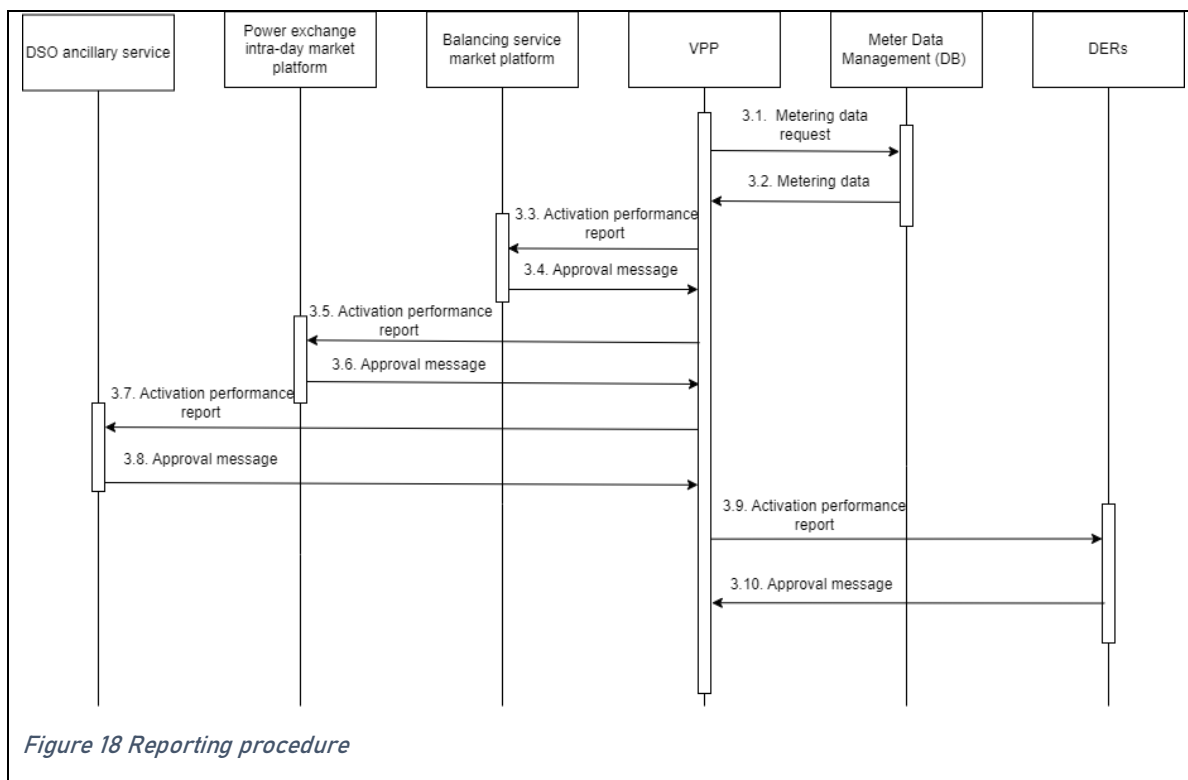 DSO ancillary service
Power exchange
intra-day market
platform
Balancing service
market platform
VPP
Meter Data
Management (DB)
DERs
3.1.  Metering data
request
3.2. Metering data
3.3. Activation performance
report
3.4. Approval message
3.5. Activation performance
report
3.6. Approval message
3.7. Activation performance
report
3.8. Approval message
3.9. Activation performance
report
3.10. Approval message
Figure 18 Reporting procedure